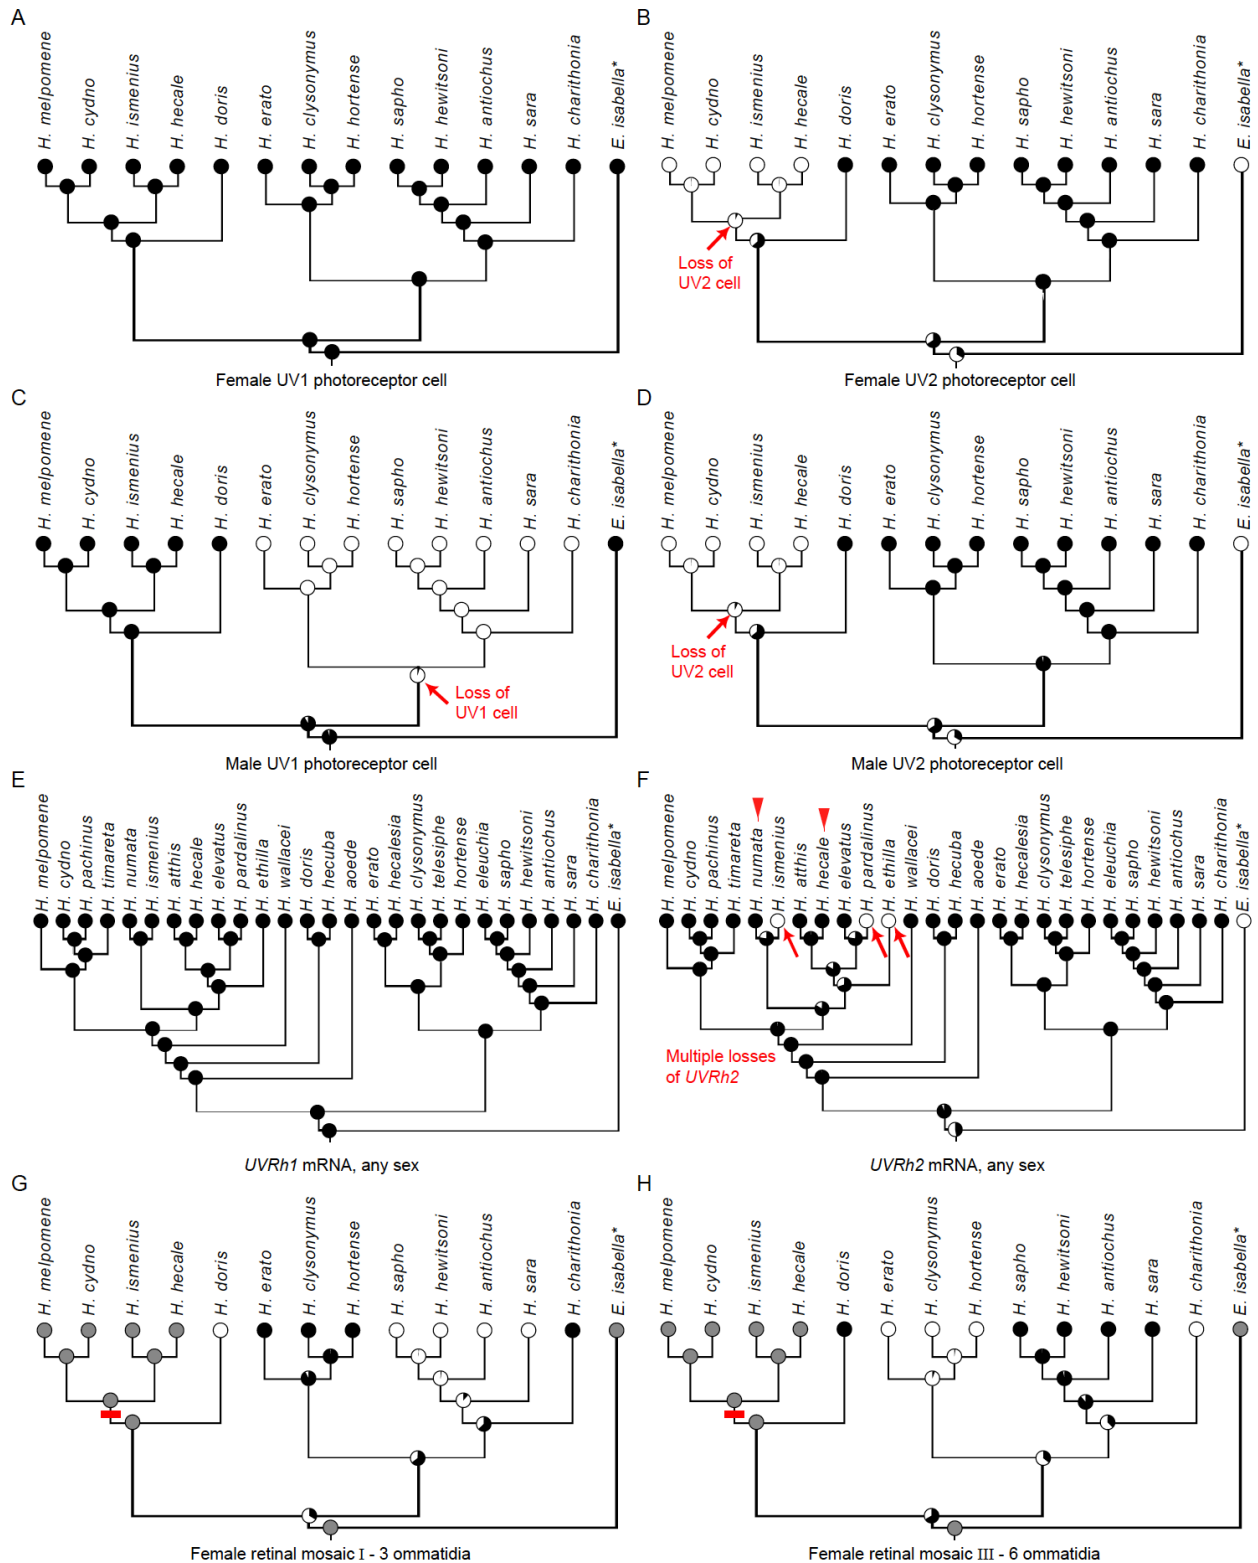 A
H. melpomene
H. cydno
H. ismenius
H. hecale
H. doris
H. erato
H. clysonymus
H. hortense
H. sapho
H. hewitsoni
H. antiochus
H. sara
H. charithonia
E. isabella*
Female UV1 photoreceptor cell
B
H. melpomene
H. cydno
H. ismenius
H. hecale
H. doris
H. erato
H. clysonymus
H. hortense
H. sapho
H. hewitsoni
H. antiochus
H. sara
H. charithonia
E. isabella*
Loss of
UV2 cell
Female UV2 photoreceptor cell
C
H. melpomene
H. cydno
H. ismenius
H. hecale
H. doris
H. erato
H. clysonymus
H. hortense
H. sapho
H. hewitsoni
H. antiochus
H. sara
H. charithonia
E. isabella*
Loss of
UV1 cell
Male UV1 photoreceptor cell
D
H. melpomene
H. cydno
H. ismenius
H. hecale
H. doris
H. erato
H. clysonymus
H. hortense
H. sapho
H. hewitsoni
H. antiochus
H. sara
H. charithonia
E. isabella*
Loss of
UV2 cell
Male UV2 photoreceptor cell
E
H. melpomene
H. cydno
H. pachinus
H. timareta
H. numata
H. ismenius
H. atthis
H. hecale
H. elevatus
H. pardalinus
H. ethilla
H. wallacei
H. doris
H. hecuba
H. aoede
H. erato
H. hecalesia
H. clysonymus
H. telesiphe
H. hortense
H. eleuchia
H. sapho
H. hewitsoni
H. antiochus
H. sara
H. charithonia
E. isabella*
UVRh1 mRNA, any sex
F
H. melpomene
H. cydno
H. pachinus
H. timareta
H. numata
H. ismenius
H. atthis
H. hecale
H. elevatus
H. pardalinus
H. ethilla
H. wallacei
H. doris
H. hecuba
H. aoede
H. erato
H. hecalesia
H. clysonymus
H. telesiphe
H. hortense
H. eleuchia
H. sapho
H. hewitsoni
H. antiochus
H. sara
H. charithonia
E. isabella*
Multiple losses
of UVRh2
UVRh2 mRNA, any sex
G
H. melpomene
H. cydno
H. ismenius
H. hecale
H. doris
H. erato
H. clysonymus
H. hortense
H. sapho
H. hewitsoni
H. antiochus
H. sara
H. charithonia
E. isabella*
Female retinal mosaic I - 3 ommatidia
H
H. melpomene
H. cydno
H. ismenius
H. hecale
H. doris
H. erato
H. clysonymus
H. hortense
H. sapho
H. hewitsoni
H. antiochus
H. sara
H. charithonia
E. isabella*
Female retinal mosaic III - 6 ommatidia